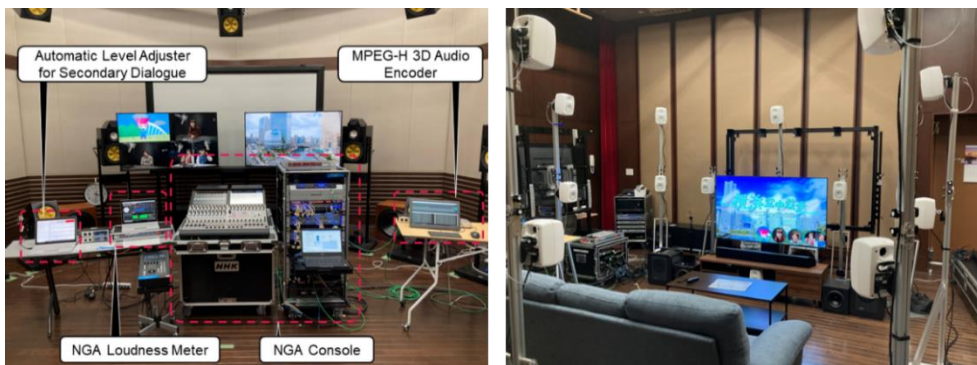 Automatic Level Adjuster
for Secondary Dialogue
MPEG-H 3D Audio
Encoder
NHK
NGA Loudness Meter
NGA Console